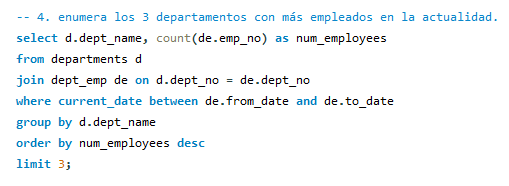 -- 4. enumera los 3 departamentos con más empleados en la actualidad.
select d.dept_name, count(de.emp_no) as num_employees
from departments d
join dept_emp de on d.dept_no = de.dept_no
where current_date between de.from_date and de.to_date
group by d.dept_name
order by num_employees desc
limit 3;